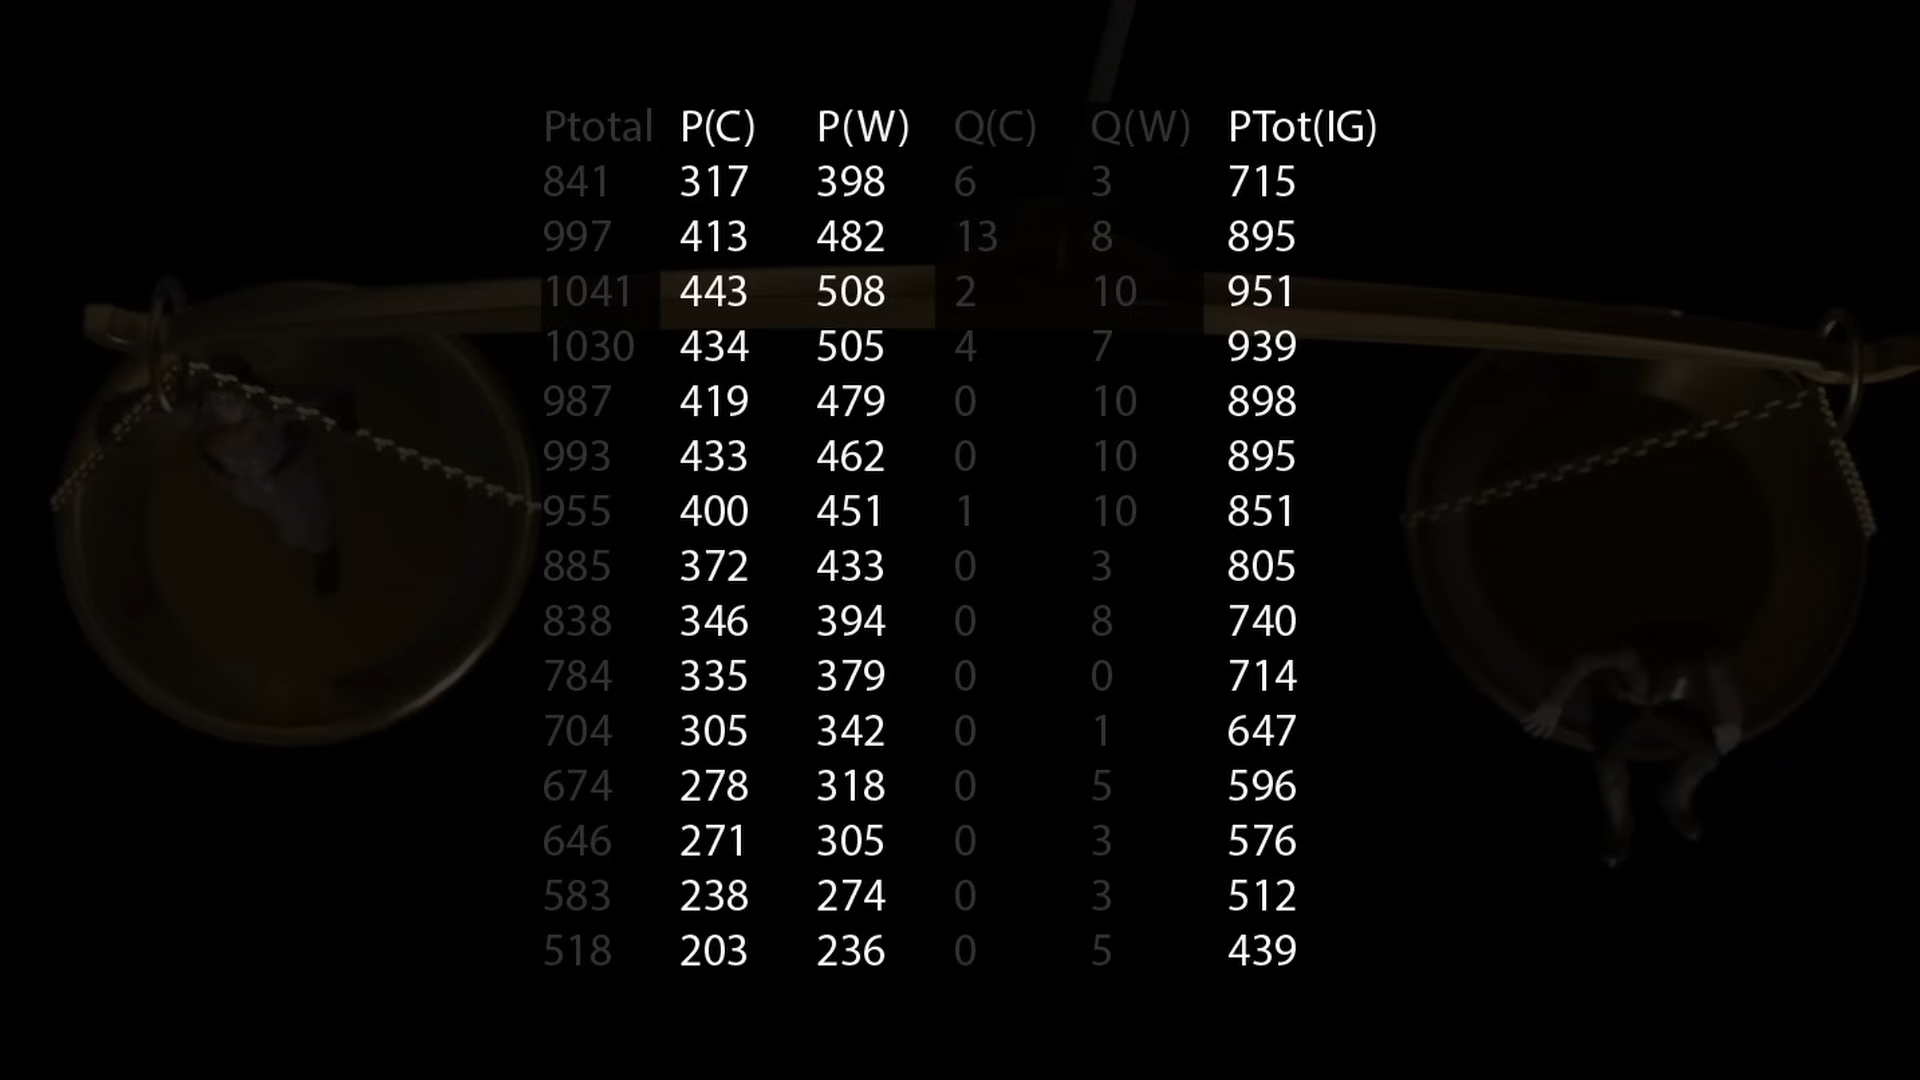 Ptotal P(C) P(W) Q(C) Q(W) PTot(IG)
841 317 398 6 3 715
997 413 482 13 8 895
1041 443 508 2 10 951
1030 434 505 4 7 939
987 419 479 0 10 898
993 433 462 0 10 895
955 400 451 1 10 851
885 372 433 0 3 805
838 346 394 0 8 740
784 335 379 0 0 714
704 305 342 0 1 647
674 278 318 0 5 596
646 271 305 0 3 576
583 238 274 0 3 512
518 203 236 0 5 439